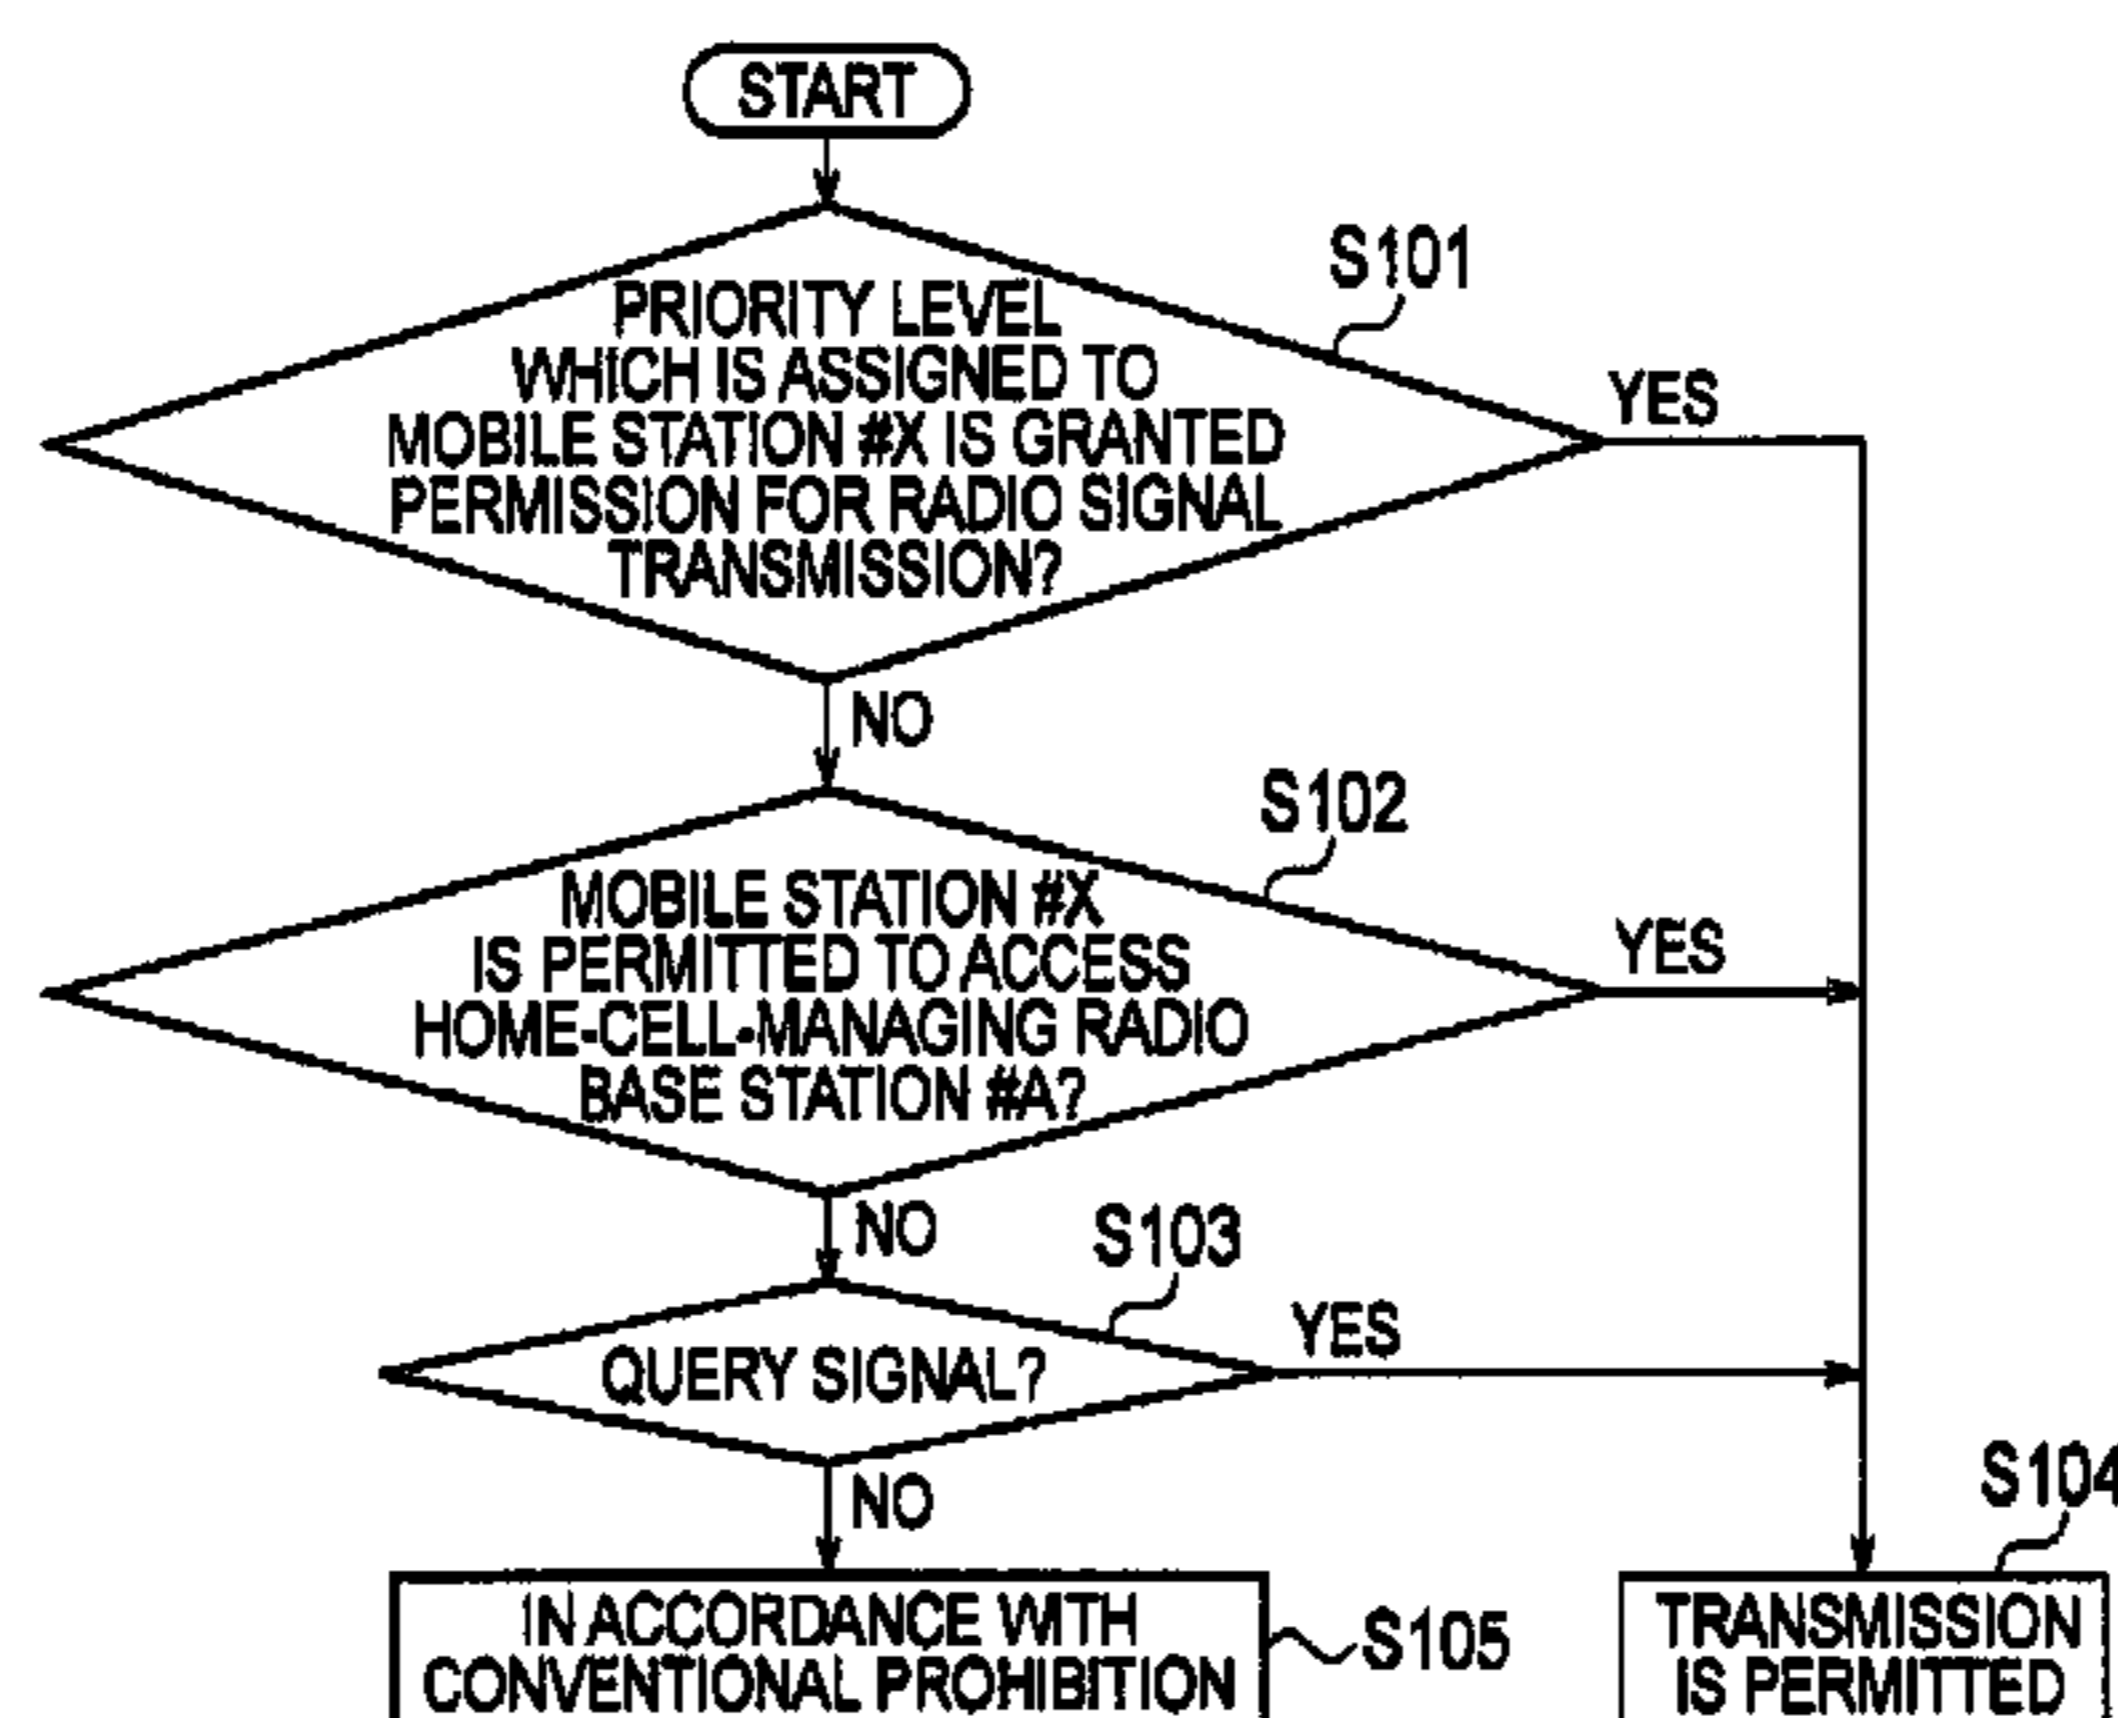 START
S101
PRIORITY LEVEL
WHICH IS ASSIGNED TO
MOBILE STATION #X IS GRANTED
PERMISSION FOR RADIO SIGNAL
TRANSMISSION?
YES
NO
S102
MOBILE STATION #X
IS PERMITTED TO ACCESS
HOME-CELL-MANAGING RADIO
BASE STATION #A?
YES
NO
S103
QUERY SIGNAL?
YES
NO
S104
IN ACCORDANCE WITH
CONVENTIONAL PROHIBITION
S105
TRANSMISSION
IS PERMITTED